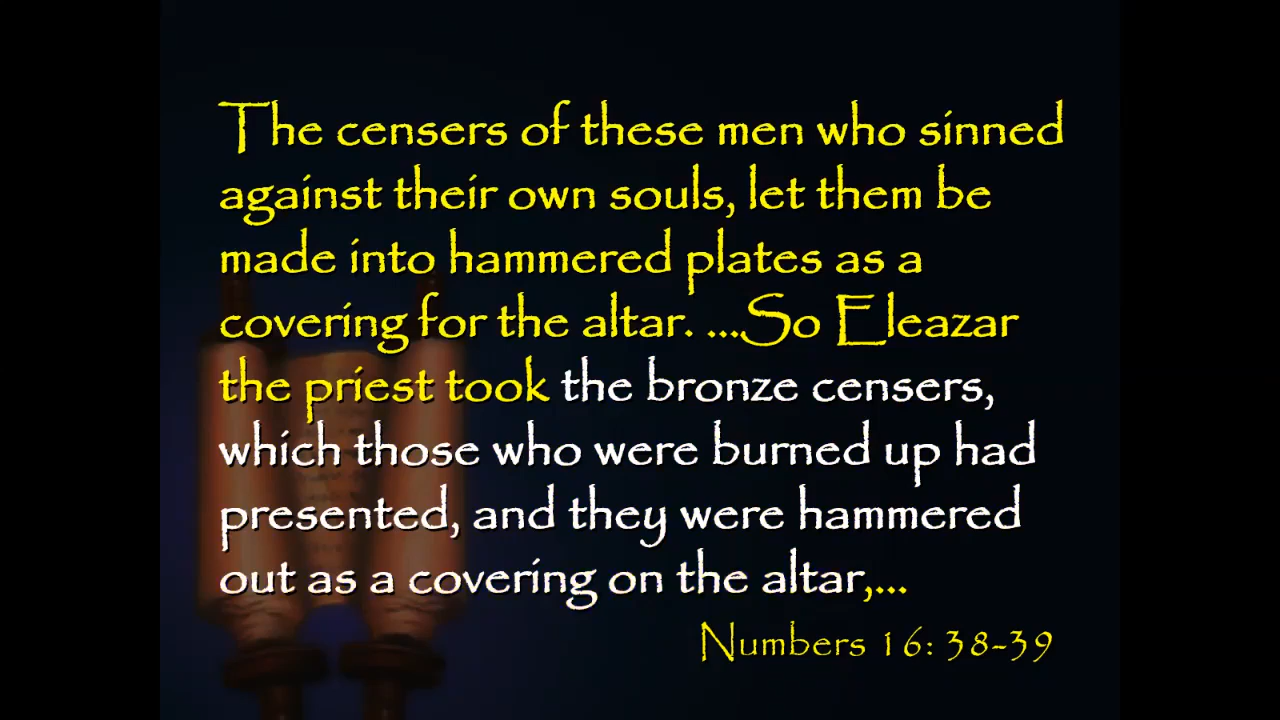 The censers of these men who sinned
against their own souls, let them be
made into hammered plates as a
covering for the altar. ...So Eleazar
the priest took the bronze censers,
which those who were burned up had
presented, and they were hammered
out as a covering on the altar,...
Numbers 16: 38-39